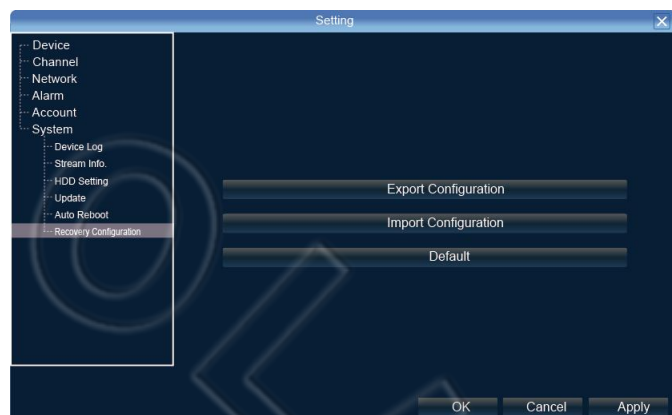 Setting
Device
Channel
Network
Alarm
Account
System
Device Log
Stream Info.
HDD Setting
Update
Auto Reboot
Recovery Configuration
Export Configuration
Import Configuration
Default
OK Cancel Apply